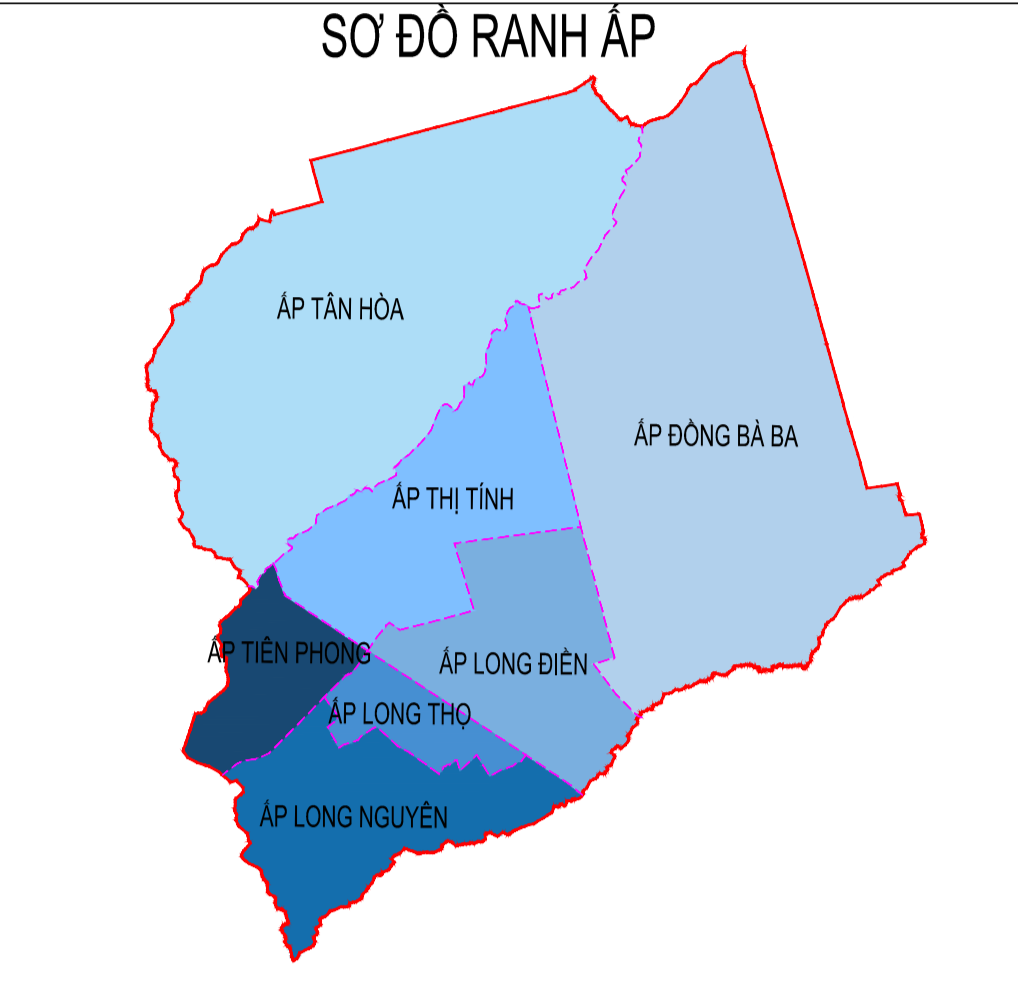 SƠ ĐỒ RANH ẤP
ẤP TÂN HÒA
ẤP ĐỒNG BÀ BA
ẤP THỊ TÍNH
ẤP TIÊN PHONG
ẤP LONG ĐIỀN
ẤP LONG THỌ
ẤP LONG NGUYÊN